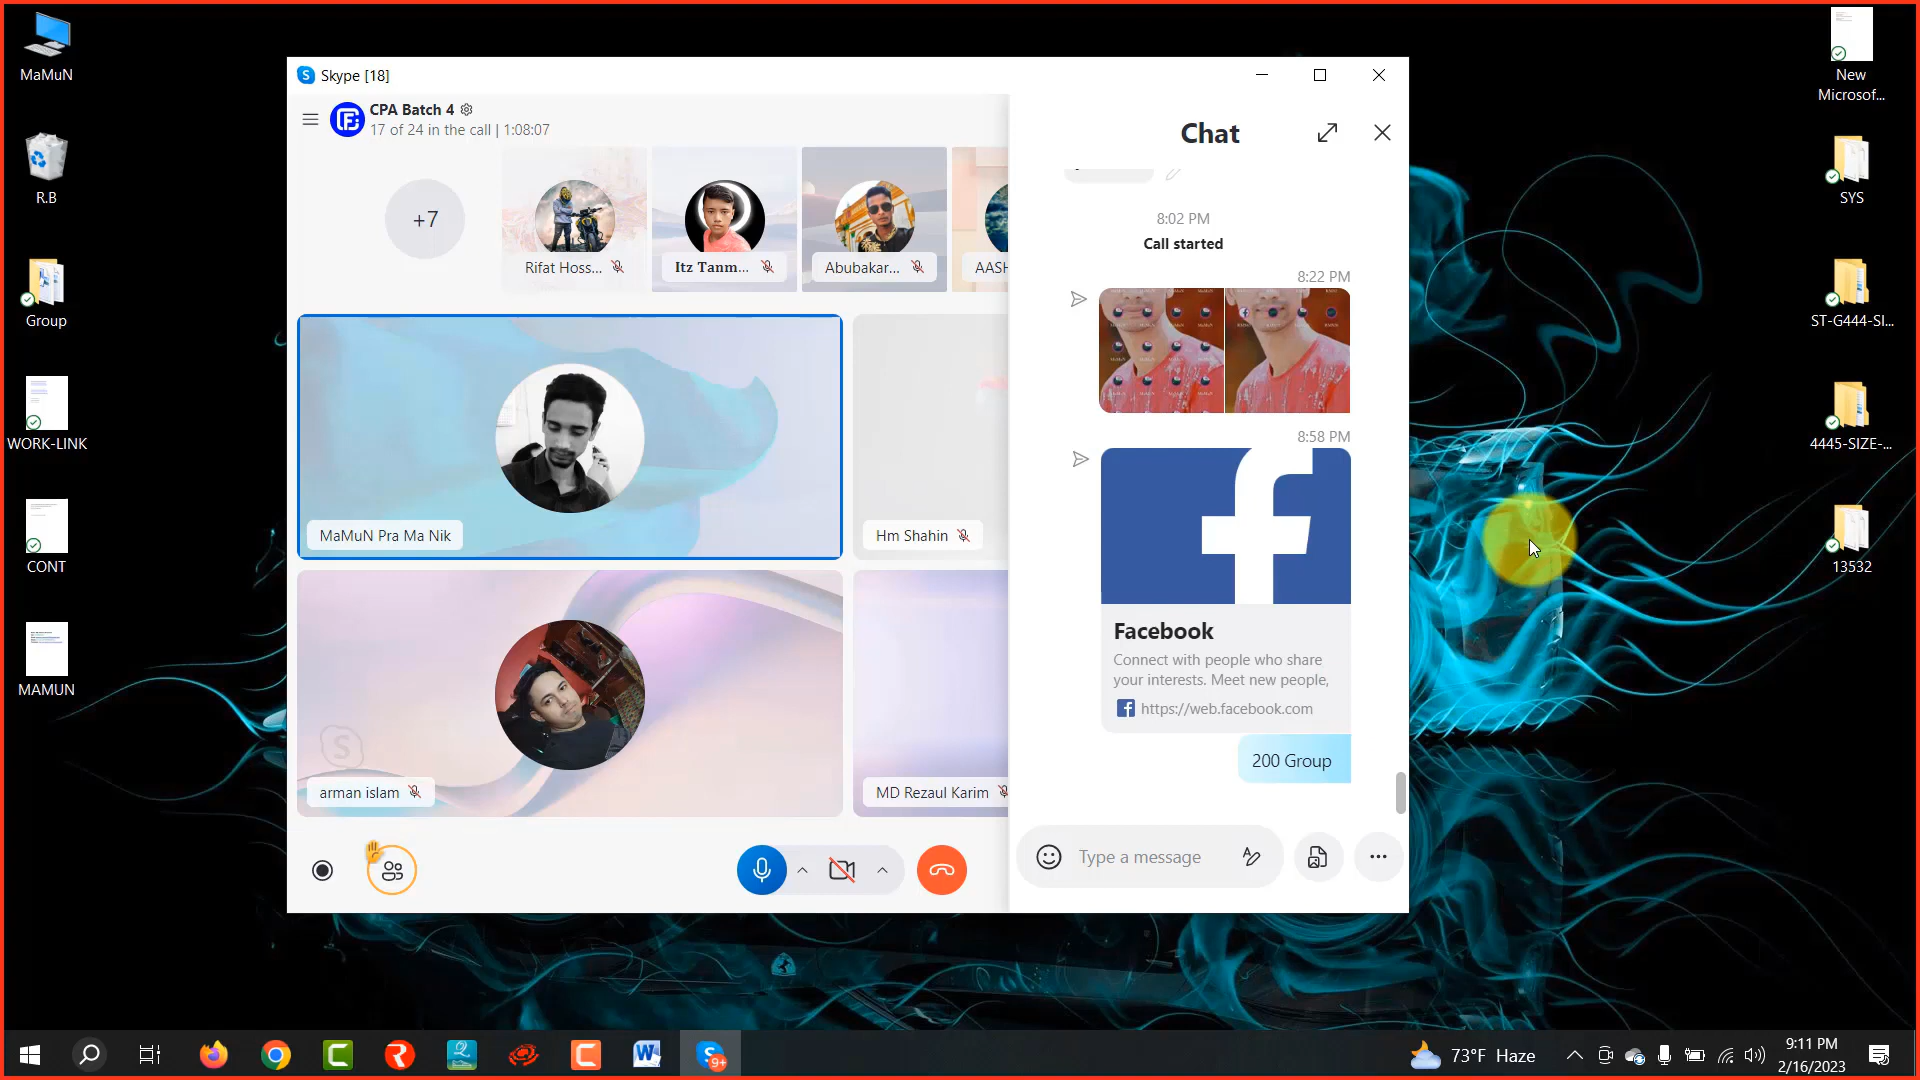 MaMuN
R.B
Group
WORK-LINK
CONT
MAMUN
Skype [18]
CPA Batch 4
17 of 24 in the call | 1:08:07
+7
Rifat Hoss...
Itz Tanm...
Abubakar...
AASH
MaMuN Pra Ma Nik
Hm Shahin
arman islam
MD Rezaul Karim
Chat
8:02 PM
Call started
8:22 PM
8:58 PM
Facebook
Connect with people who share
your interests. Meet new people,
https://web.facebook.com
200 Group
Type a message
New
Microsof...
SYS
ST-G444-SI...
4445-SIZE-...
13532
9+
73°F Haze
9:11 PM
2/16/2023